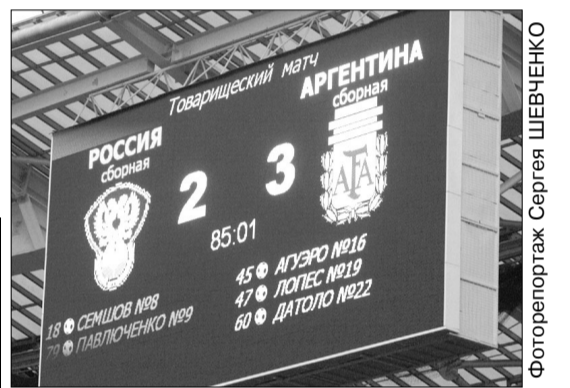 Товарищеский матч
РОССИЯ
сборная
АРГЕНТИНА
сборная
2 3
AFA
85:01
18 СЕМШОВ №8
79 ПАВЛЮЧЕНКО №9
45 АГУЭРО №16
47 ЛОПЕС №19
60 ДАТОЛО №22
Фоторепортаж Сергея ШЕВЧЕНКО